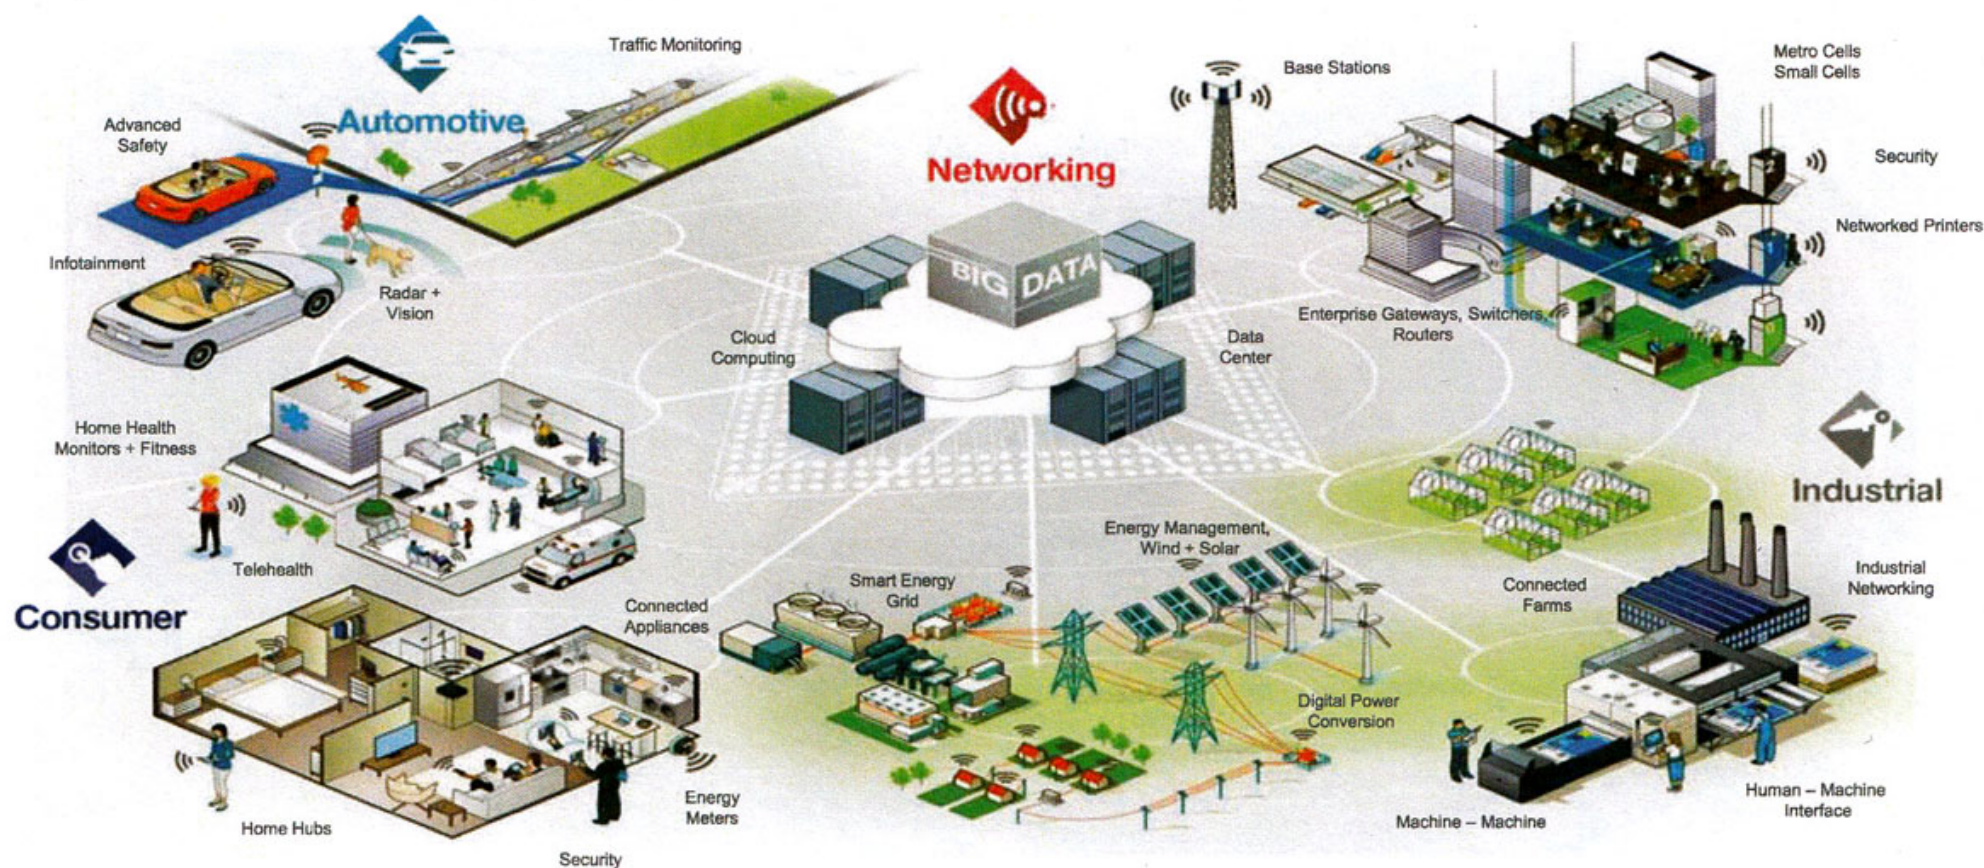 Traffic Monitoring
Automotive
Advanced
Safety
Infotainment
Radar +
Vision
Networking
Base Stations
Metro Cells
Small Cells
Security
Networked Printers
Enterprise Gateways, Switchers,
Routers
BIG DATA
Cloud
Computing
Data
Center
Home Health
Monitors + Fitness
Telehealth
Consumer
Connected
Appliances
Home Hubs
Security
Energy
Meters
Smart Energy
Grid
Energy Management,
Wind + Solar
Digital Power
Conversion
Industrial
Connected
Farms
Industrial
Networking
Machine – Machine
Human – Machine
Interface